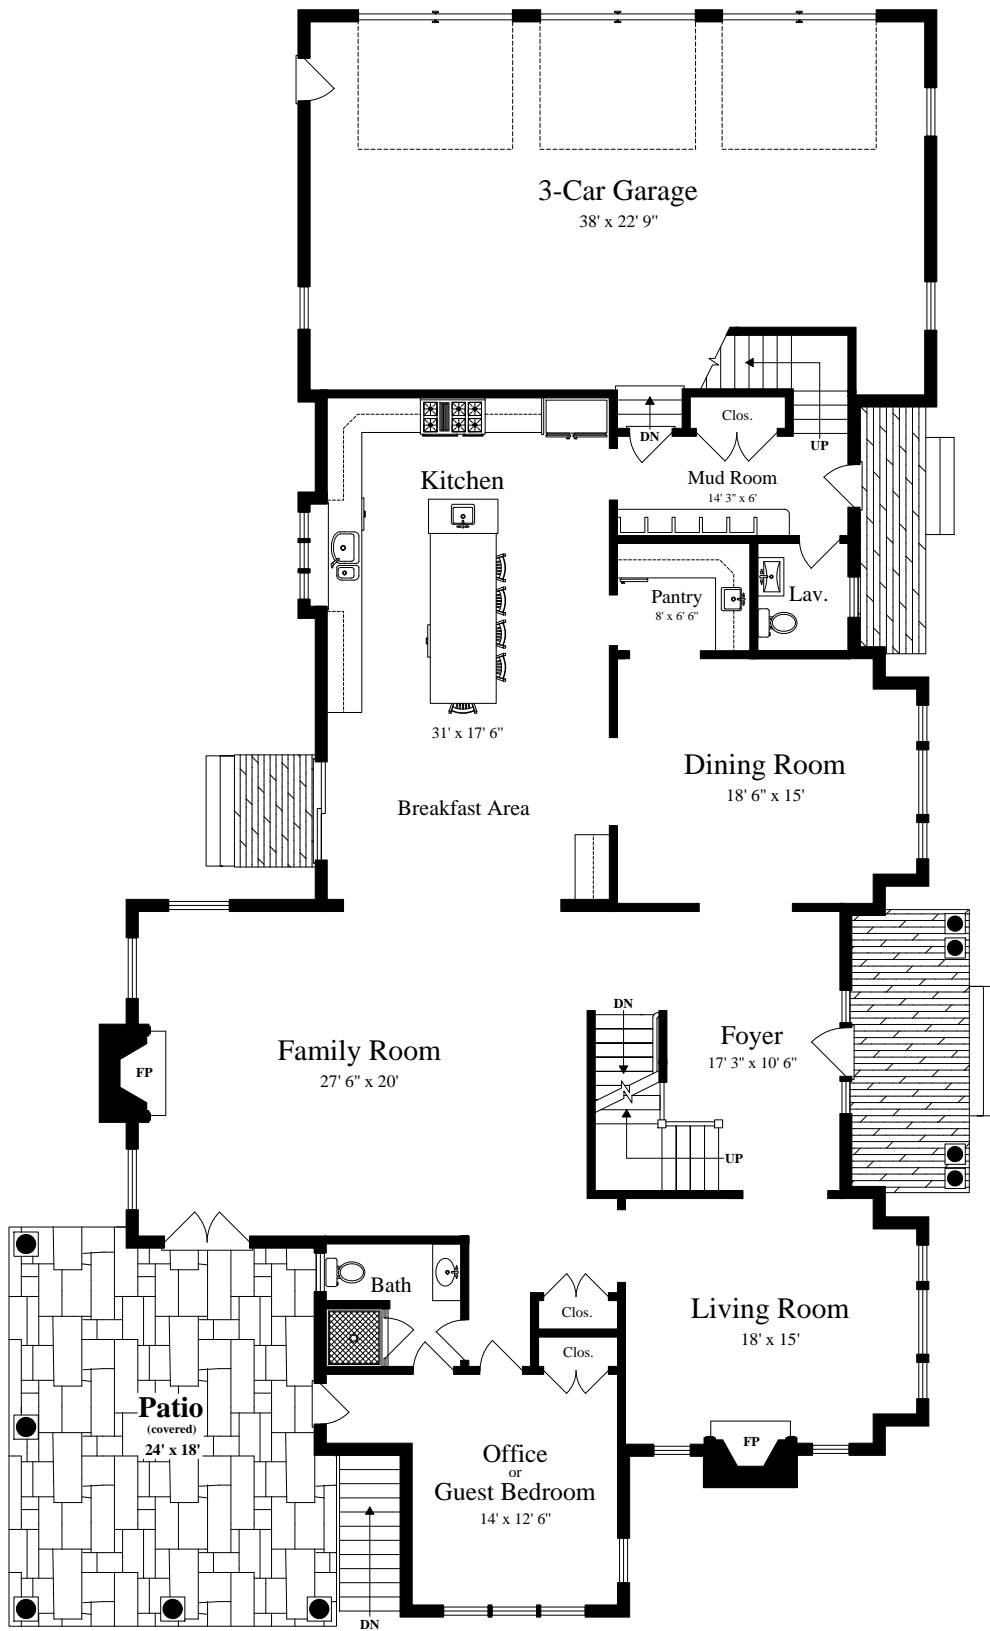 3-Car Garage
38' x 22' 9"
Clos.
DN
UP
Kitchen
Mud Room
14' 3" x 6'
Pantry
8' x 6' 6"
Lav.
31' x 17' 6"
Dining Room
18' 6" x 15'
Breakfast Area
DN
Foyer
17' 3" x 10' 6"
Family Room
27' 6" x 20'
FP
UP
Bath
Clos.
Living Room
18' x 15'
Clos.
Patio
(covered)
24' x 18'
FP
Office
or
Guest Bedroom
14' x 12' 6"
DN